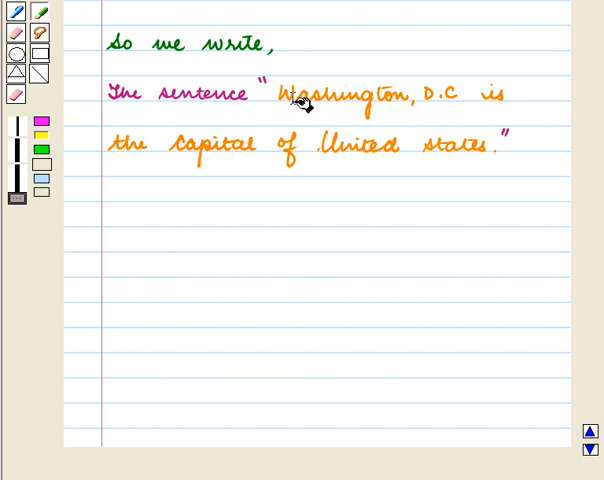 So we write,
The sentence " Washington, D.C is
the capital of United states."